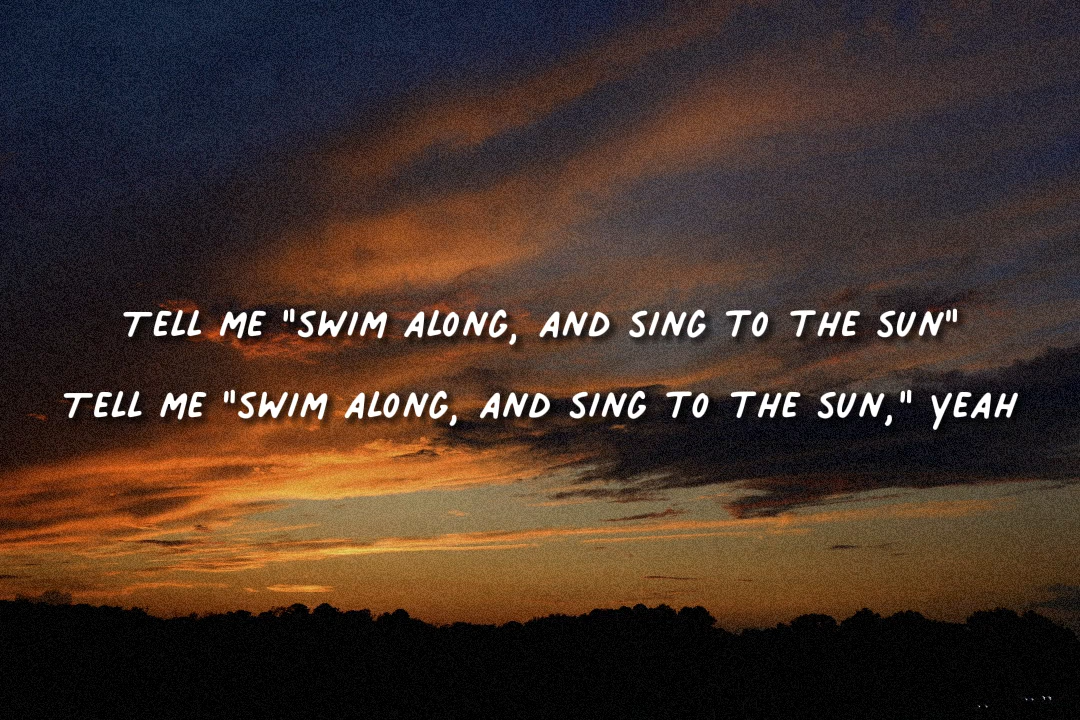 TELL ME "SWIM ALONG, AND SING TO THE SUN"
TELL ME "SWIM ALONG, AND SING TO THE SUN," YEAH